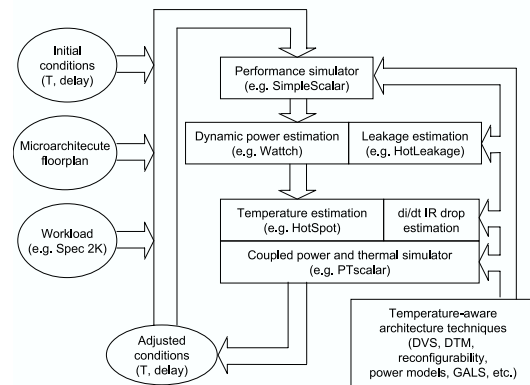 Initial
conditions
(T, delay)
Performance simulator
(e.g. SimpleScalar)
Microarchitecute
floorplan
Dynamic power estimation
(e.g. Wattch)
Leakage estimation
(e.g. HotLeakage)
Workload
(e.g. Spec 2K)
Temperature estimation
(e.g. HotSpot)
di/dt IR drop
estimation
Coupled power and thermal simulator
(e.g. PTscalar)
Adjusted
conditions
(T, delay)
Temperature-aware
architecture techniques
(DVS, DTM,
reconfigurability,
power models, GALS, etc.)